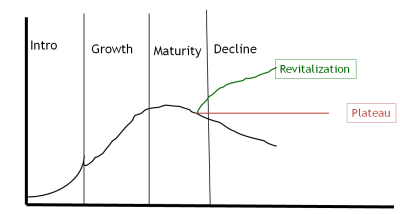 Intro
Growth
Maturity
Decline
Revitalization
Plateau